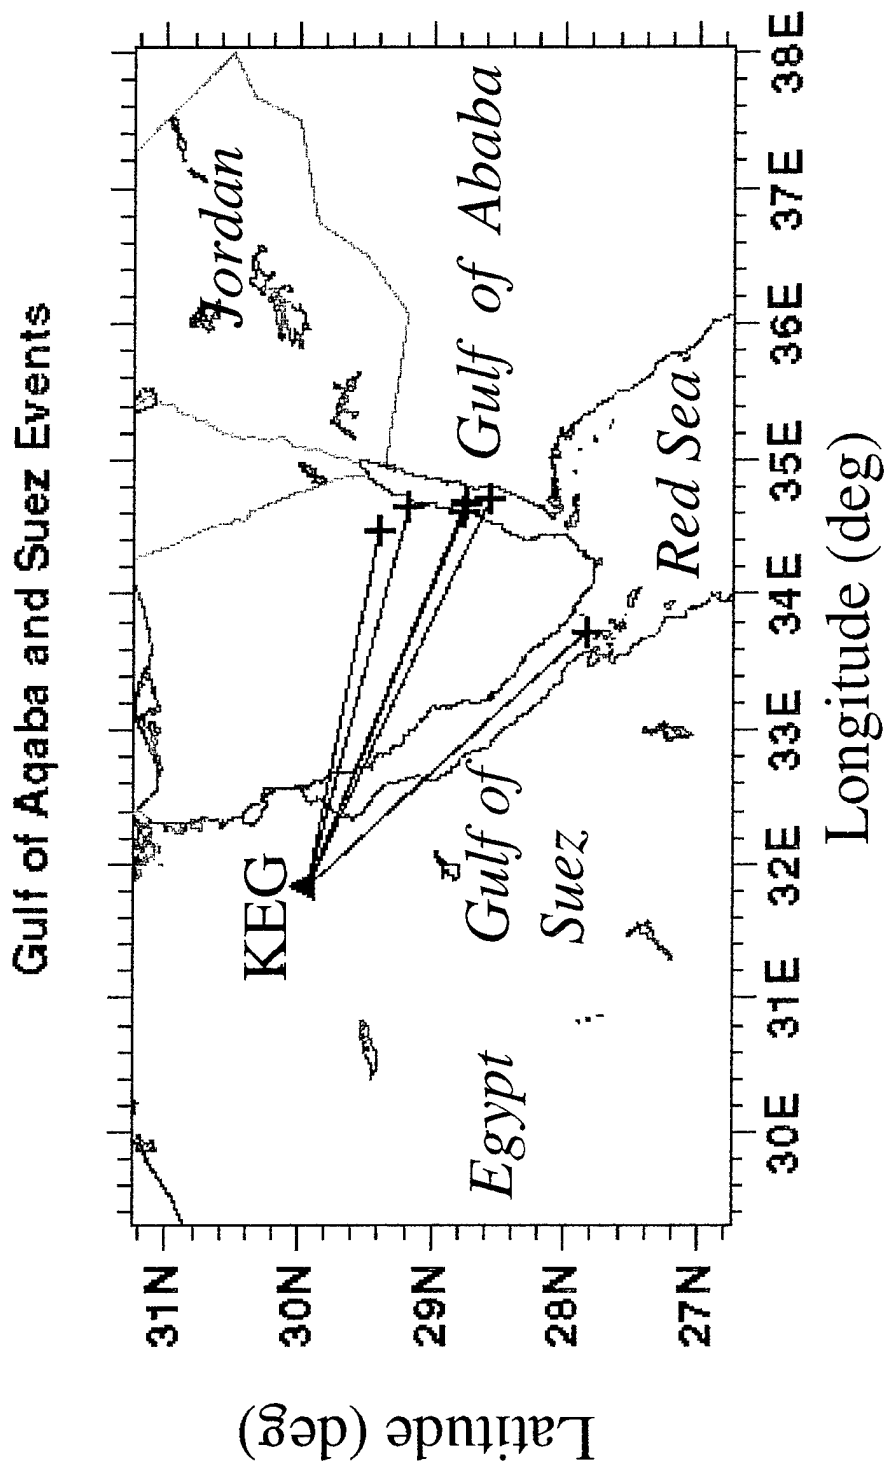 Gulf of Aqaba and Suez Events
Latitude (deg)
31N
30N
29N
28N
27N
KEG
Jordán
Gulf of Ababa
Gulf of
Suez
Egypt
Red Sea
30E 31E 32E 33E 34E 35E 36E 37E 38E
Longitude (deg)